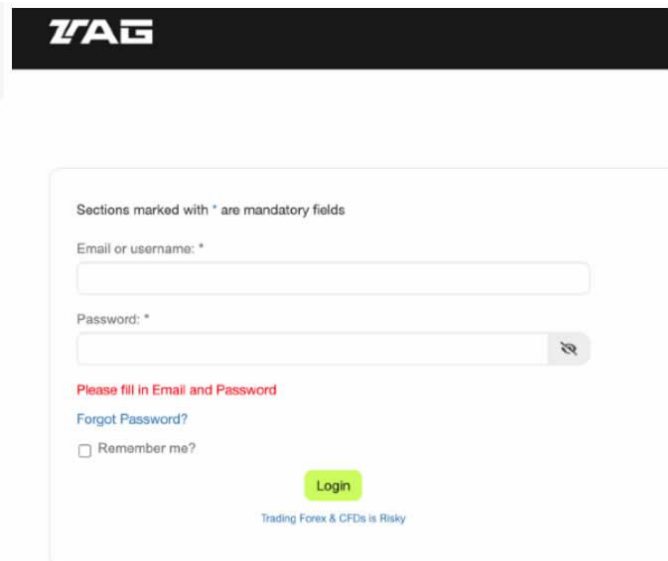 ZTAG
Sections marked with * are mandatory fields
Email or username: *
Password: *
Please fill in Email and Password
Forgot Password?
Remember me?
Login
Trading Forex & CFDs is Risky